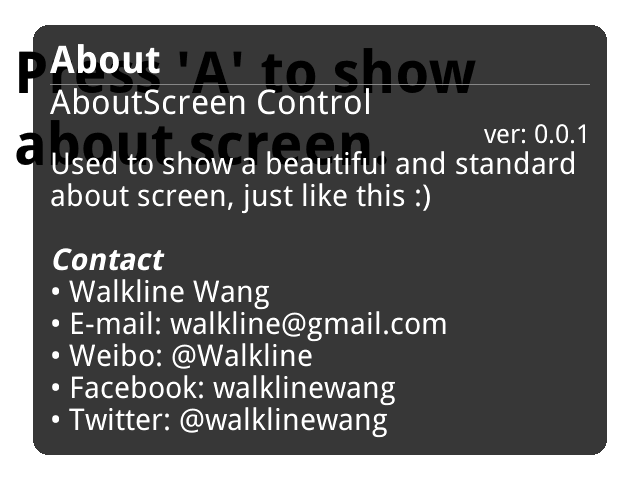 Press 'A' to show
about screen.
About
AboutScreen Control
ver: 0.0.1
Used to show a beautiful and standard
about screen, just like this :)
Contact
• Walkline Wang
• E-mail: walkline@gmail.com
• Weibo: @Walkline
• Facebook: walklinewang
• Twitter: @walklinewang